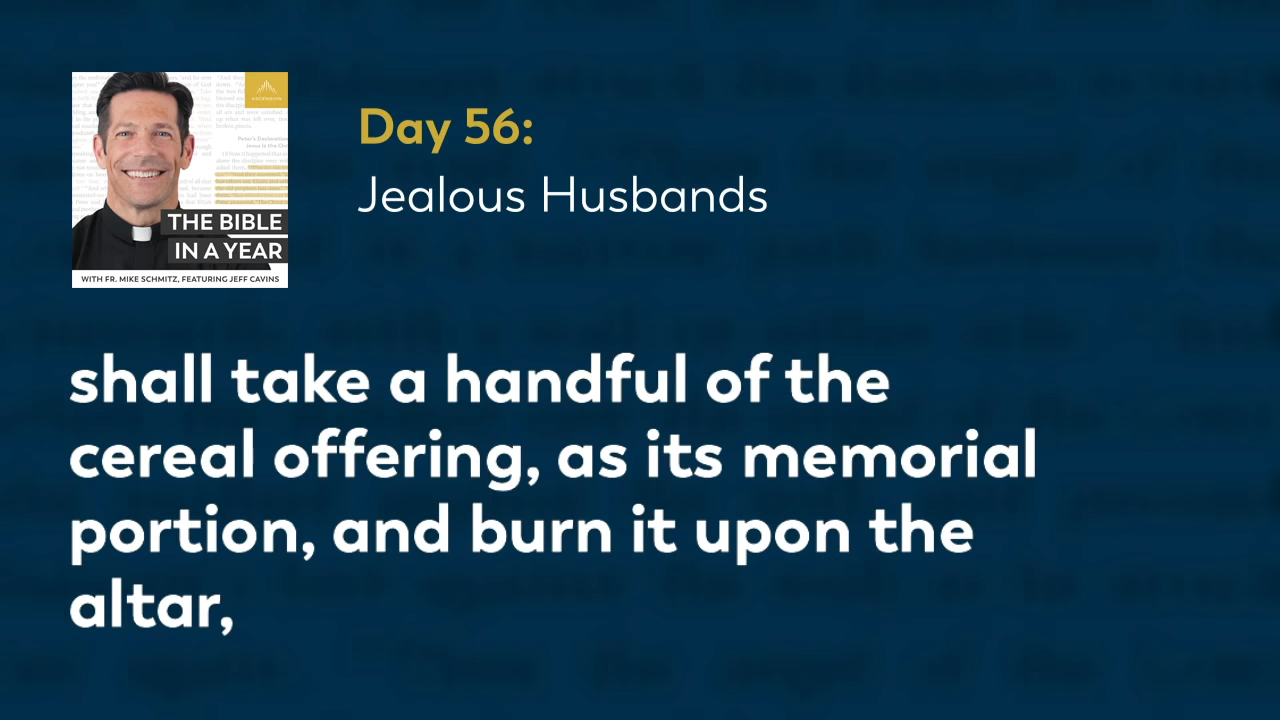 ASCENSION
THE BIBLE
IN A YEAR
WITH FR. MIKE SCHMITZ, FEATURING JEFF CAVINS
Day 56:
Jealous Husbands
shall take a handful of the
cereal offering, as its memorial
portion, and burn it upon the
altar,